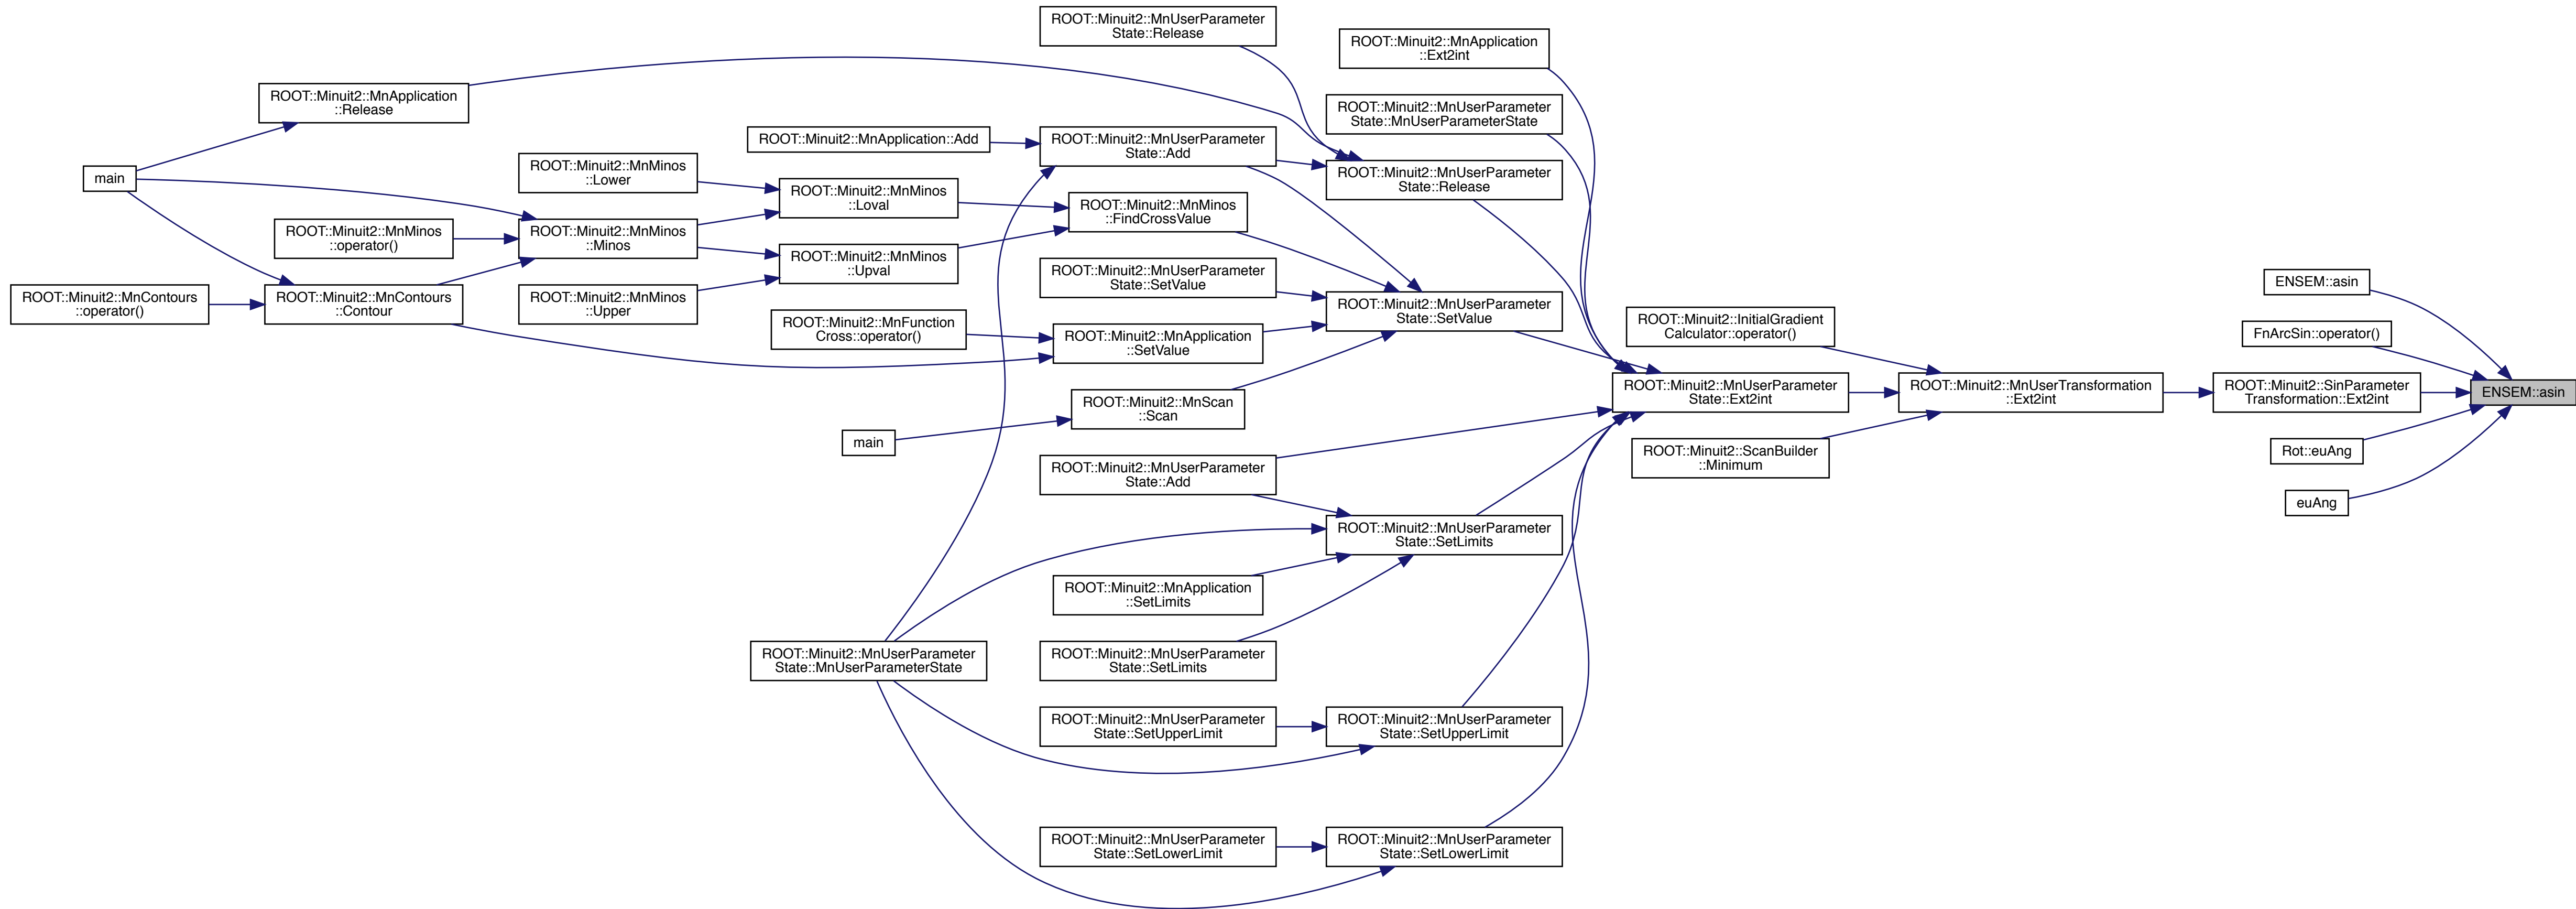 ROOT::Minuit2::MnUserParameter
State::Release
ROOT::Minuit2::MnApplication
::Ext2int
ROOT::Minuit2::MnApplication
::Release
ROOT::Minuit2::MnUserParameter
State::MnUserParameterState
ROOT::Minuit2::MnApplication::Add
ROOT::Minuit2::MnUserParameter
State::Add
ROOT::Minuit2::MnUserParameter
State::Release
main
ROOT::Minuit2::MnMinos
::Lower
ROOT::Minuit2::MnMinos
::Loval
ROOT::Minuit2::MnMinos
::FindCrossValue
ROOT::Minuit2::MnMinos
::operator()
ROOT::Minuit2::MnMinos
::Minos
ROOT::Minuit2::MnMinos
::Upval
ROOT::Minuit2::MnUserParameter
State::SetValue
ENSEM::asin
ROOT::Minuit2::MnContours
::operator()
ROOT::Minuit2::MnContours
::Contour
ROOT::Minuit2::MnMinos
::Upper
ROOT::Minuit2::MnUserParameter
State::SetValue
ROOT::Minuit2::MnFunction
Cross::operator()
ROOT::Minuit2::MnApplication
::SetValue
ROOT::Minuit2::InitialGradient
Calculator::operator()
FnArcSin::operator()
ROOT::Minuit2::MnScan
::Scan
ROOT::Minuit2::MnUserParameter
State::Ext2int
ROOT::Minuit2::MnUserTransformation
::Ext2int
ROOT::Minuit2::SinParameter
Transformation::Ext2int
ENSEM::asin
main
ROOT::Minuit2::ScanBuilder
::Minimum
Rot::euAng
ROOT::Minuit2::MnUserParameter
State::Add
euAng
ROOT::Minuit2::MnUserParameter
State::SetLimits
ROOT::Minuit2::MnApplication
::SetLimits
ROOT::Minuit2::MnUserParameter
State::MnUserParameterState
ROOT::Minuit2::MnUserParameter
State::SetLimits
ROOT::Minuit2::MnUserParameter
State::SetUpperLimit
ROOT::Minuit2::MnUserParameter
State::SetUpperLimit
ROOT::Minuit2::MnUserParameter
State::SetLowerLimit
ROOT::Minuit2::MnUserParameter
State::SetLowerLimit